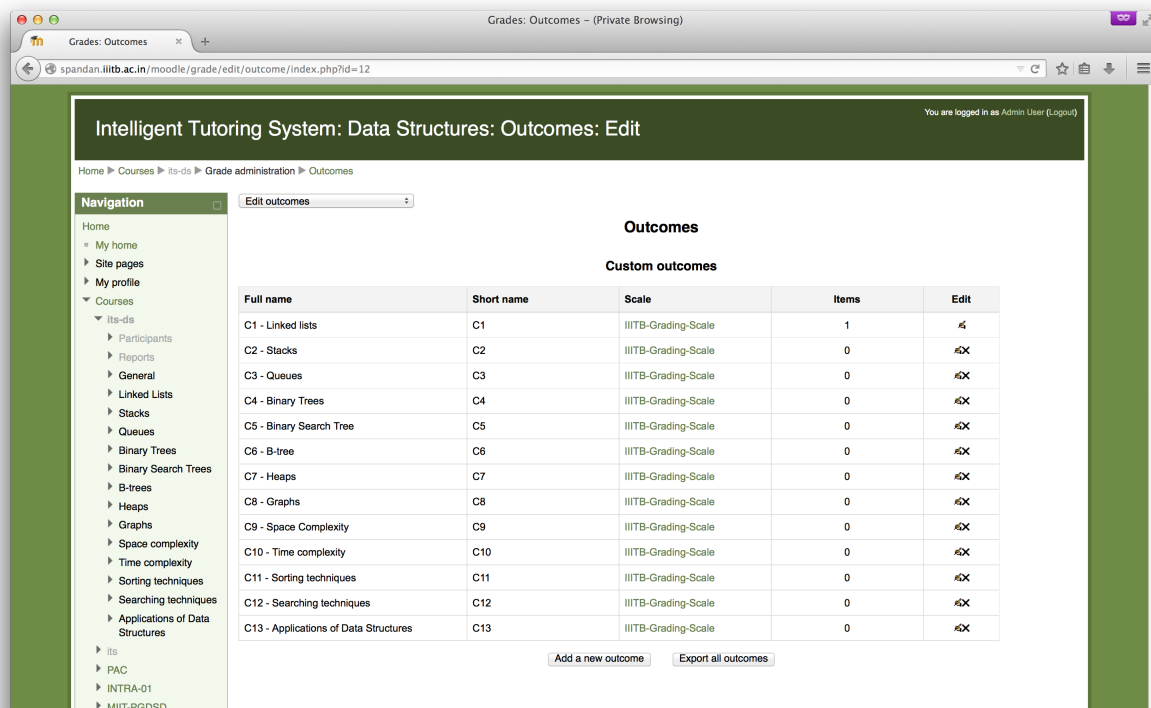 Grades: Outcomes – (Private Browsing)
Grades: Outcomes
spandan.iiitb.ac.in/moodle/grade/edit/outcome/index.php?id=12
You are logged in as Admin User (Logout)
Intelligent Tutoring System: Data Structures: Outcomes: Edit
Home ▶ Courses ▶ its-ds ▶ Grade administration ▶ Outcomes
Navigation
Home
My home
Site pages
My profile
Courses
its-ds
Participants
Reports
General
Linked Lists
Stacks
Queues
Binary Trees
Binary Search Trees
B-trees
Heaps
Graphs
Space complexity
Time complexity
Sorting techniques
Searching techniques
Applications of Data
Structures
its
PAC
INTRA-01
MIIT-PGDSD
Edit outcomes
Outcomes
Custom outcomes
Full name Short name Scale Items Edit
C1 - Linked lists C1 IIITB-Grading-Scale 1
C2 - Stacks C2 IIITB-Grading-Scale 0
C3 - Queues C3 IIITB-Grading-Scale 0
C4 - Binary Trees C4 IIITB-Grading-Scale 0
C5 - Binary Search Tree C5 IIITB-Grading-Scale 0
C6 - B-tree C6 IIITB-Grading-Scale 0
C7 - Heaps C7 IIITB-Grading-Scale 0
C8 - Graphs C8 IIITB-Grading-Scale 0
C9 - Space Complexity C9 IIITB-Grading-Scale 0
C10 - Time complexity C10 IIITB-Grading-Scale 0
C11 - Sorting techniques C11 IIITB-Grading-Scale 0
C12 - Searching techniques C12 IIITB-Grading-Scale 0
C13 - Applications of Data Structures C13 IIITB-Grading-Scale 0
Add a new outcome Export all outcomes